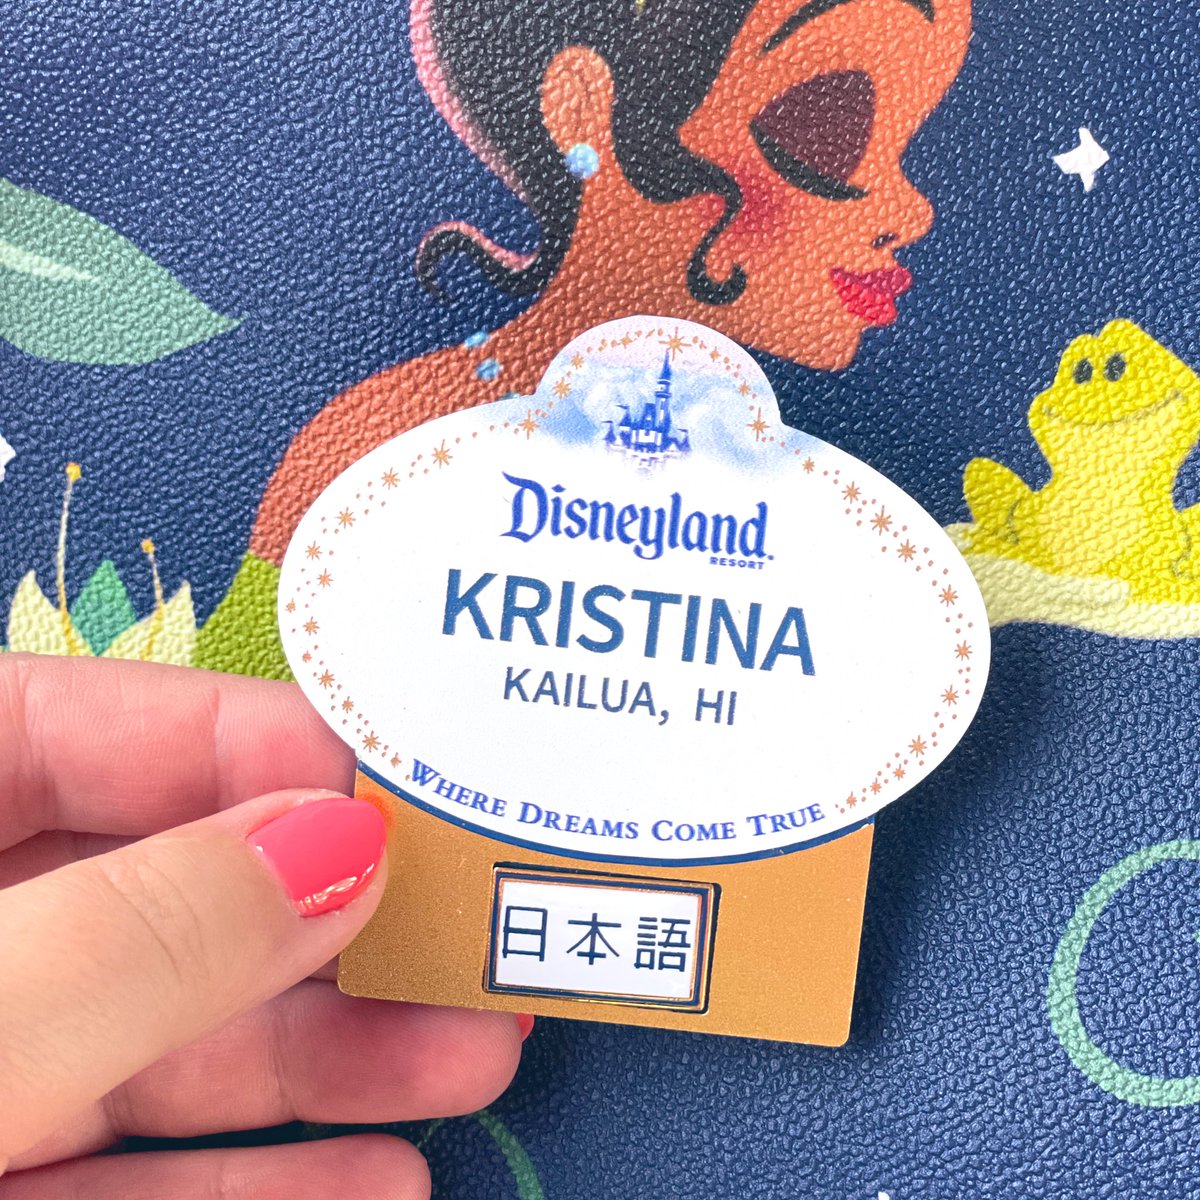 Disneyland
RESORT
KRISTINA
KAILUA, HI
WHERE DREAMS COME TRUE
日本語